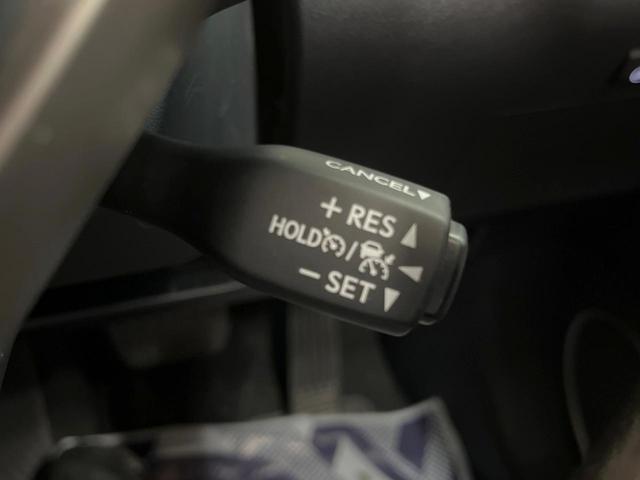 CANCEL▼
+ RES ▲
HOLD /
− SET ▼